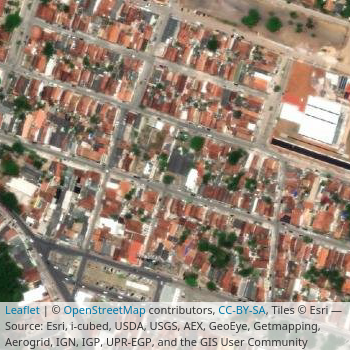 Leaflet | © OpenStreetMap contributors, CC-BY-SA, Tiles © Esri —
Source: Esri, i-cubed, USDA, USGS, AEX, GeoEye, Getmapping,
Aerogrid, IGN, IGP, UPR-EGP, and the GIS User Community